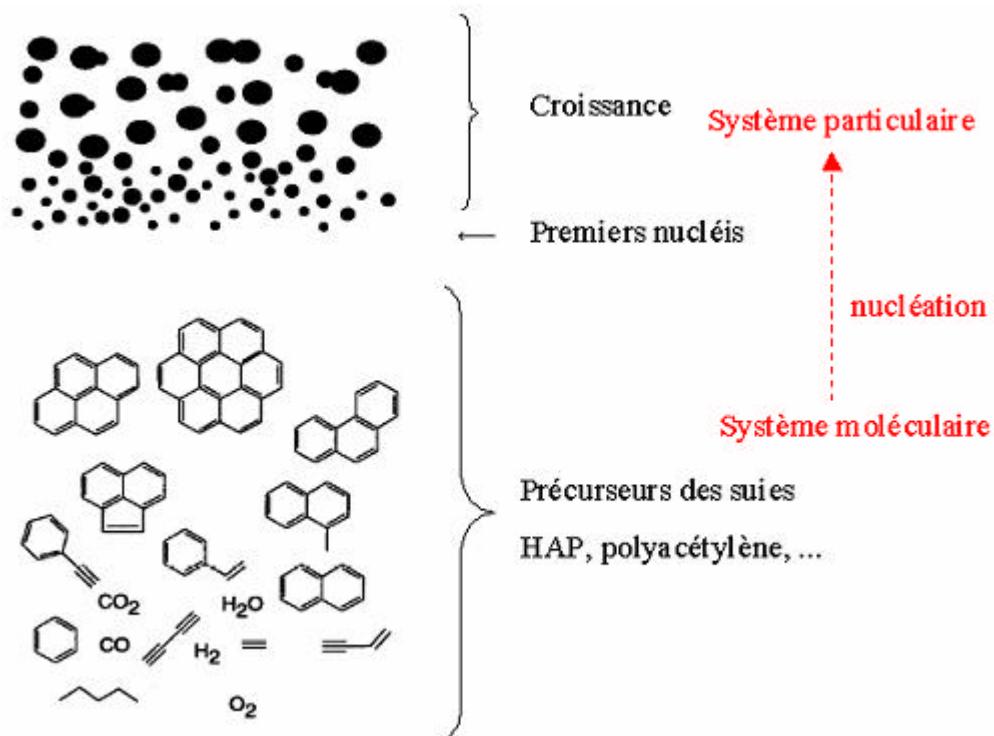 Croissance
Système particulaire
Premiers nucléis
nucléation
Système moléculaire
Précurseurs des suies
HAP, polyacétylène, ...
CO2
H2O
CO
H2
O2